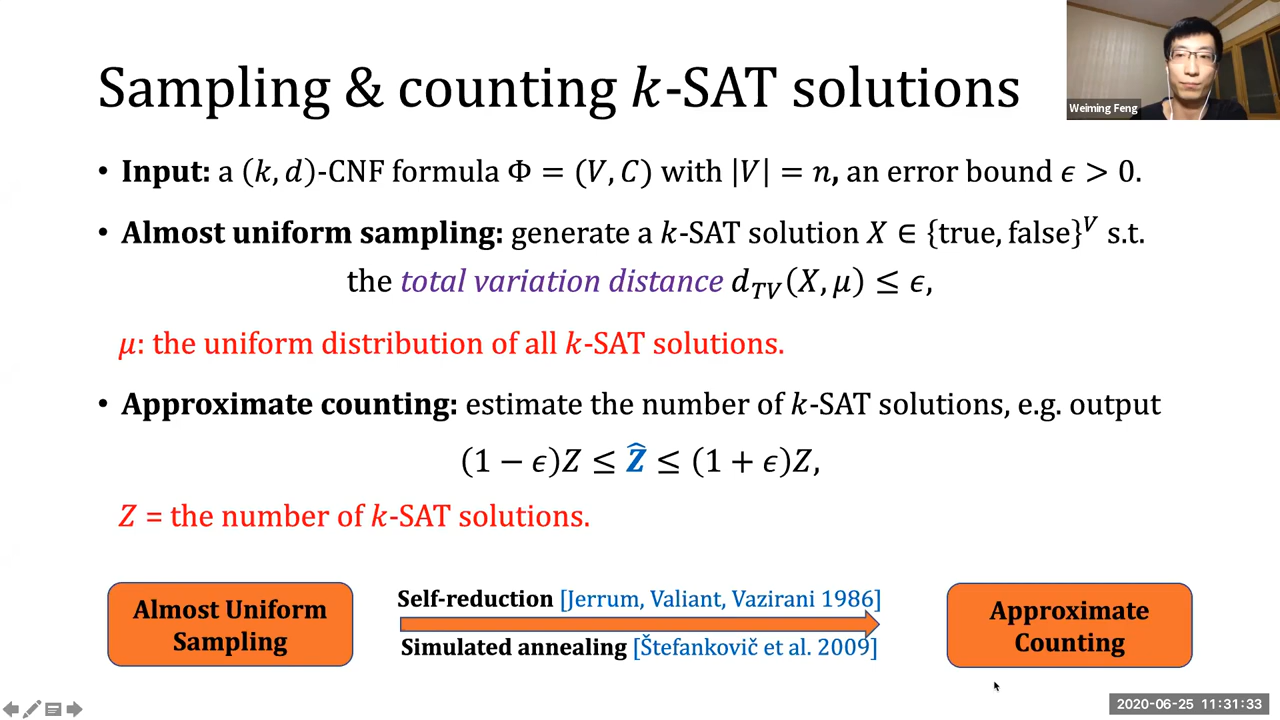 Sampling & counting k-SAT solutions
Weiming Feng
• Input: a (k, d)-CNF formula Φ = (V, C) with |V| = n, an error bound ϵ > 0.
• Almost uniform sampling: generate a k-SAT solution X ∈ {true, false}^V s.t.
the total variation distance d_{TV}(X, μ) ≤ ϵ,
μ: the uniform distribution of all k-SAT solutions.
• Approximate counting: estimate the number of k-SAT solutions, e.g. output
(1 − ϵ)Z ≤ Ẑ ≤ (1 + ϵ)Z,
Z = the number of k-SAT solutions.
Almost Uniform
Sampling
Self-reduction [Jerrum, Valiant, Vazirani 1986]
Simulated annealing [Štefankovič et al. 2009]
Approximate
Counting
2020-06-25 11:31:33